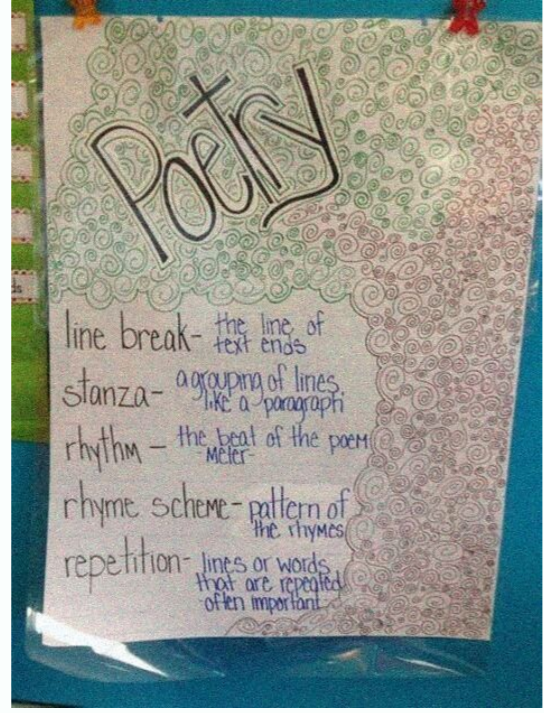 Poetry
line break- the line of
text ends
stanza- a grouping of lines,
like a paragraph
rhythm - the beat of the poem
-meter-
rhyme scheme- pattern of
the rhymes
repetition- lines or words
that are repeated
often important